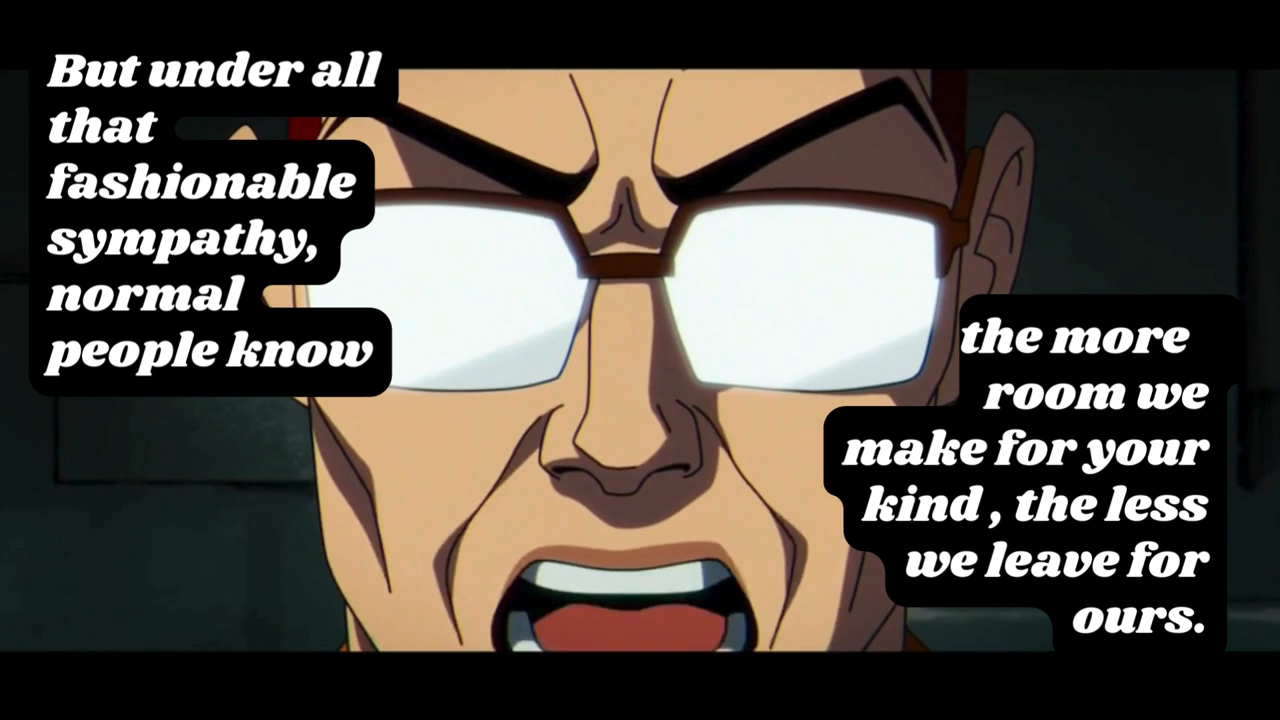 But under all
that
fashionable
sympathy,
normal
people know
the more
room we
make for your
kind , the less
we leave for
ours.